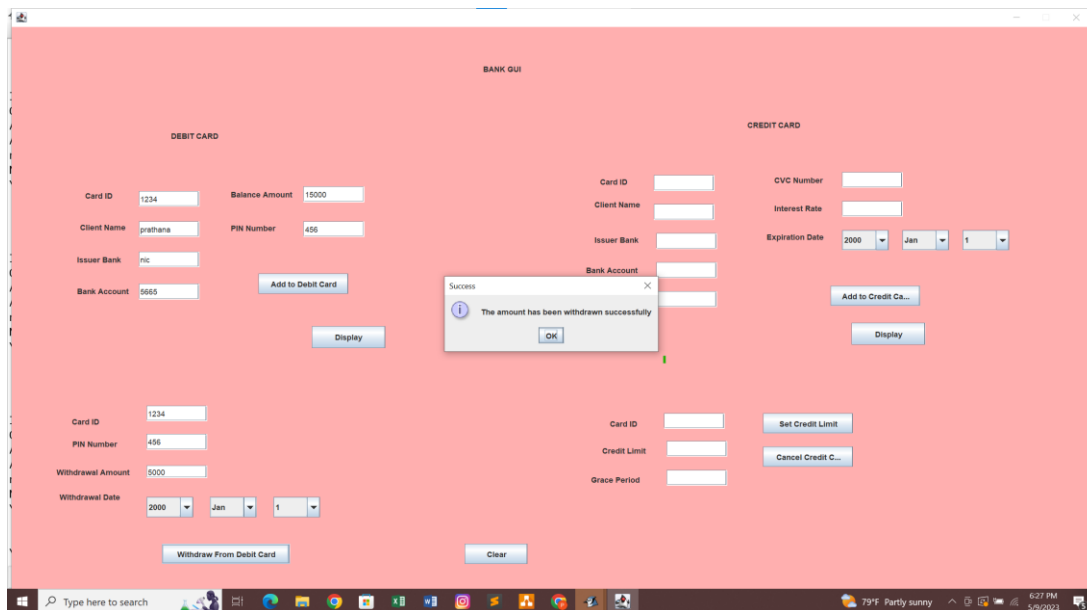 BANK GUI
DEBIT CARD
CREDIT CARD
Card ID 1234 Balance Amount 15000
Client Name prathana PIN Number 456
Issuer Bank nic
Bank Account 5665
Add to Debit Card
Display
Card ID CVC Number
Client Name Interest Rate
Issuer Bank Expiration Date 2000 Jan 1
Bank Account
Add to Credit Ca...
Display
Success
The amount has been withdrawn successfully
OK
Card ID 1234
PIN Number 456
Withdrawal Amount 5000
Withdrawal Date 2000 Jan 1
Withdraw From Debit Card
Clear
Card ID Set Credit Limit
Credit Limit Cancel Credit C...
Grace Period
Type here to search
79°F Partly sunny
6:27 PM
5/9/2023